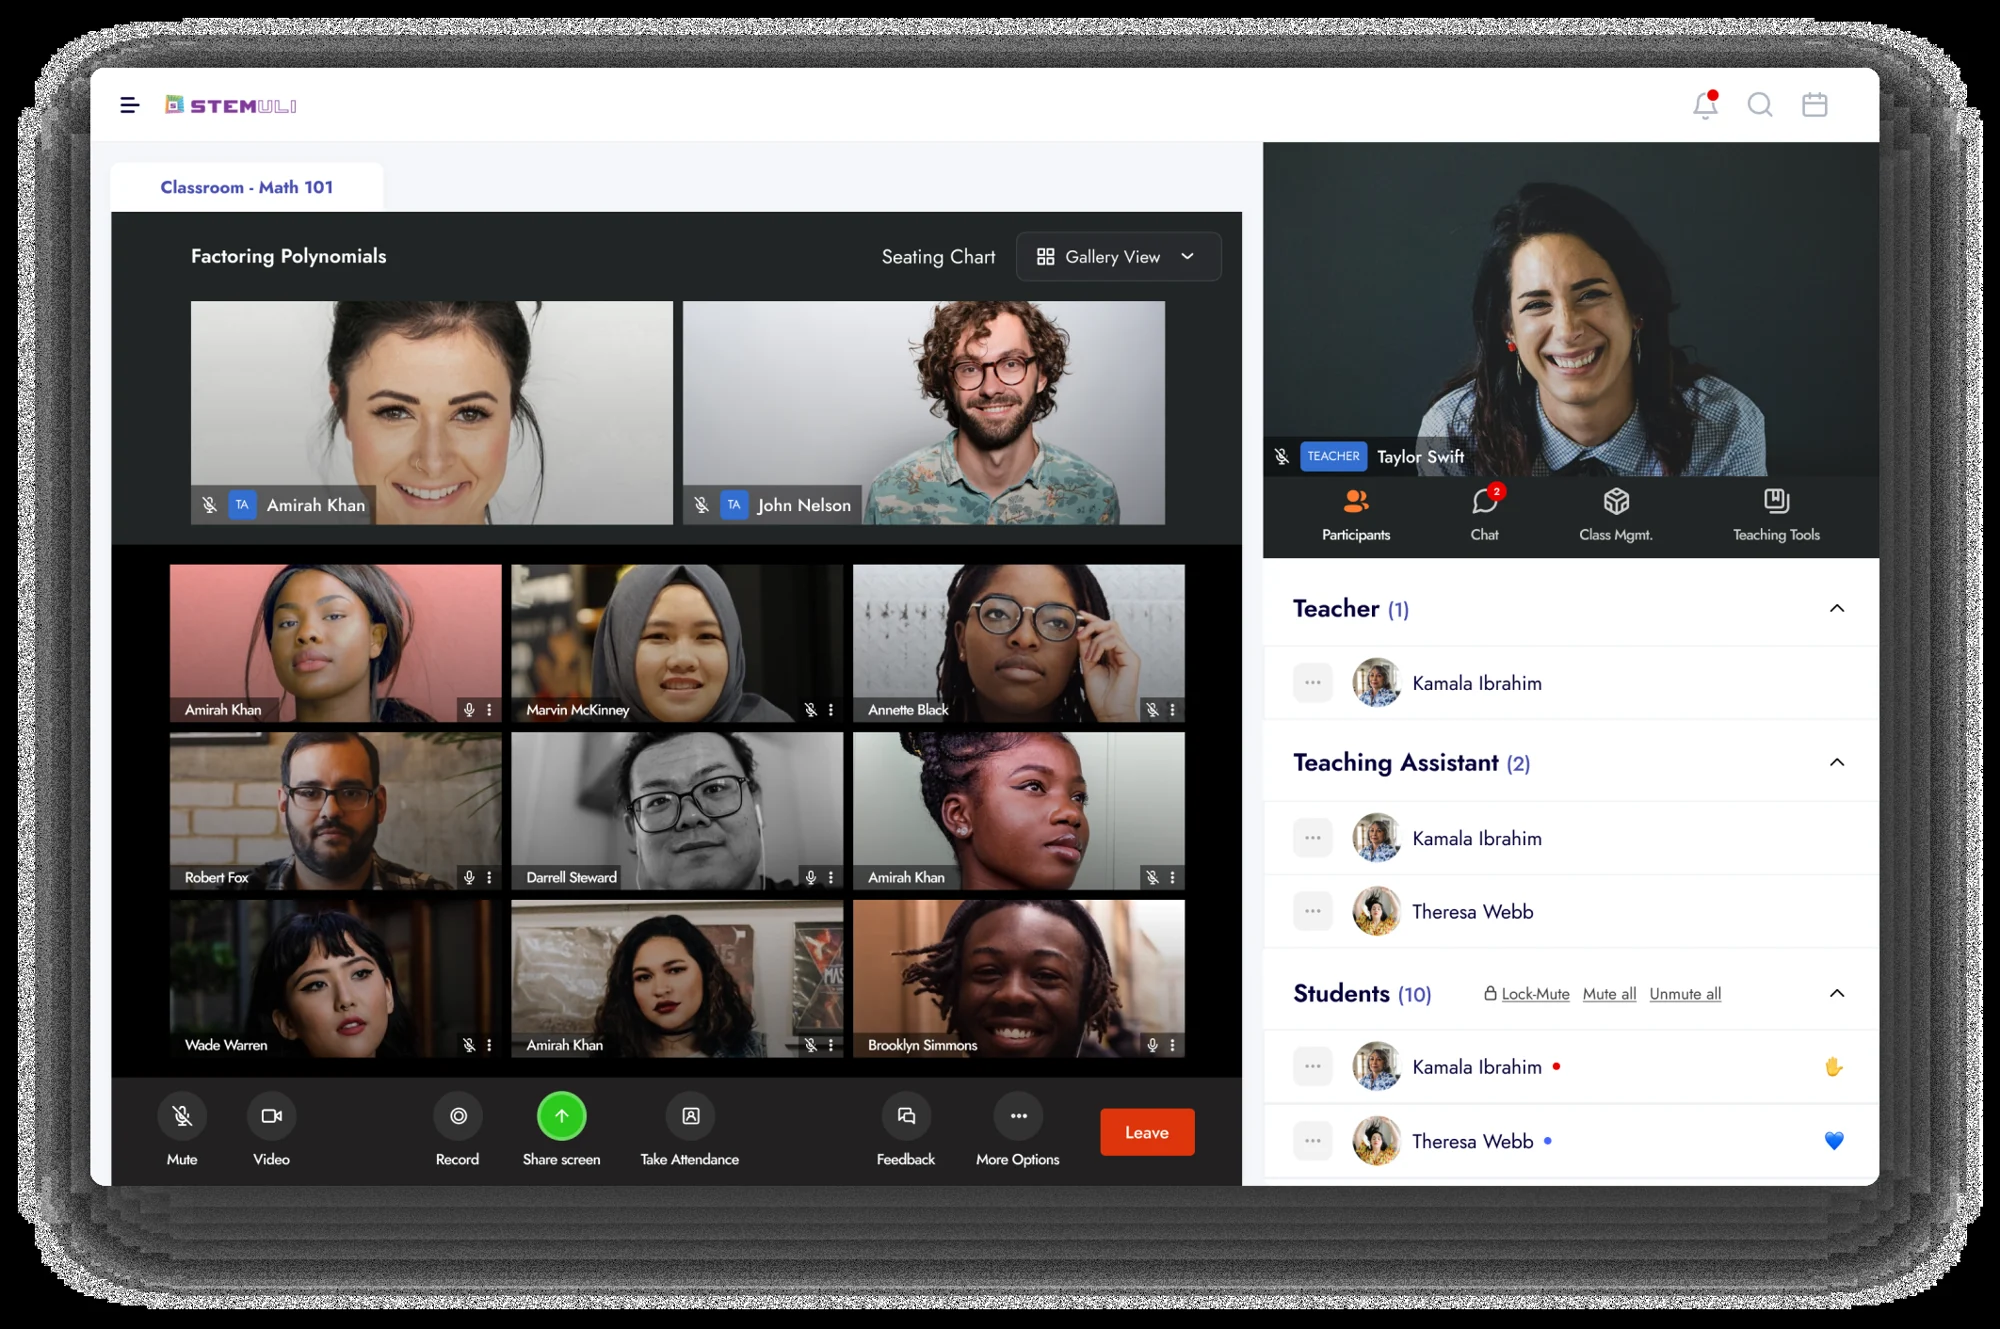 STEMULI
Classroom - Math 101
Factoring Polynomials
Seating Chart
Gallery View
TA Amirah Khan
TA John Nelson
Amirah Khan
Marvin McKinney
Annette Black
Robert Fox
Darrell Steward
Amirah Khan
Wade Warren
Amirah Khan
Brooklyn Simmons
Mute
Video
Record
Share screen
Take Attendance
Feedback
More Options
Leave
TEACHER Taylor Swift
2
Participants
Chat
Class Mgmt.
Teaching Tools
Teacher (1)
Kamala Ibrahim
Teaching Assistant (2)
Kamala Ibrahim
Theresa Webb
Students (10) Lock-Mute Mute all Unmute all
Kamala Ibrahim
Theresa Webb